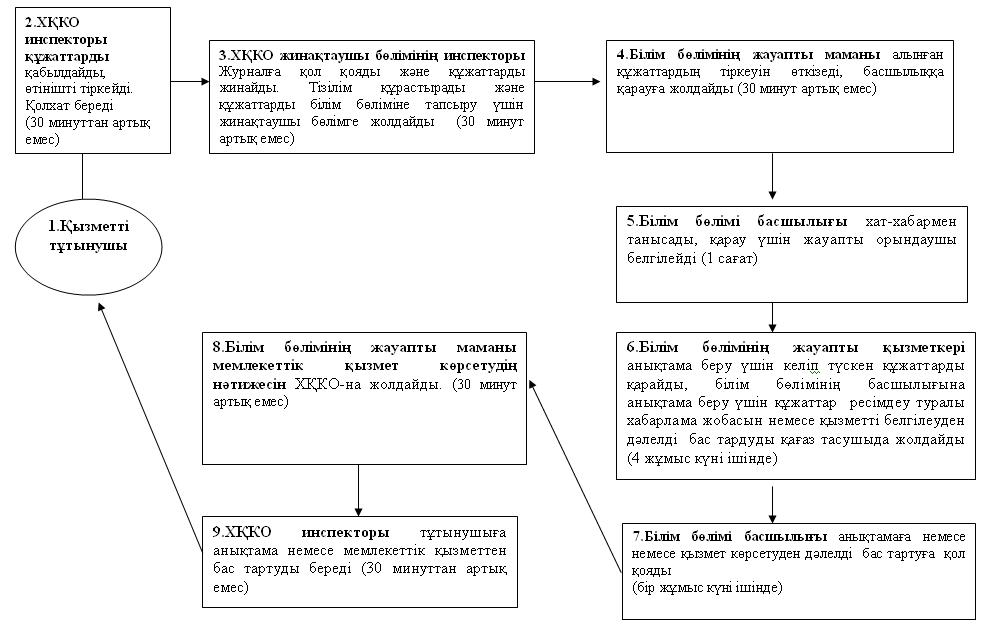 1.Қызметті
тұтынушы
2.ХҚКО
инспекторы
құжаттарды
қабылдайды,
өтінішті тіркейді.
Қолхат береді
(30 минуттан артық
емес)
3.ХҚКО жинақтаушы бөлімінің инспекторы
Журналға қол қояды және құжаттарды
жинайды. Тізілім құрастырады және
құжаттарды білім бөліміне тапсыру үшін
жинақтаушы бөлімге жолдайды (30 минут
артық емес)
4.Білім бөлімінің жауапты маманы алынған
құжаттардың тіркеуін өткізеді, басшылыққа
қарауға жолдайды (30 минут артық емес)
5.Білім бөлімі басшылығы хат-хабармен
танысады, қарау үшін жауапты орындаушы
белгілейді (1 сағат)
6.Білім бөлімінің жауапты қызметкері
анықтама беру үшін келіп түскен құжаттарды
қарайды, білім бөлімінің басшылығына
анықтама беру үшін құжаттар ресімдеу туралы
хабарлама жобасын немесе қызметті белгілеуден
дәлелді бас тардуды қағаз тасушыда жолдайды
(4 жұмыс күні ішінде)
7.Білім бөлімі басшылығы анықтамаға немесе
немесе қызмет көрсетуден дәлелді бас тартуға қол
қояды
(бір жұмыс күні ішінде)
8.Білім бөлімінің жауапты маманы
мемлекеттік қызмет көрсетудің
нәтижесін ХҚКО-на жолдайды. (30 минут
артық емес)
9.ХҚКО инспекторы тұтынушыға
анықтама немесе мемлекеттік қызметтен
бас тартуды береді (30 минуттан артық
емес)